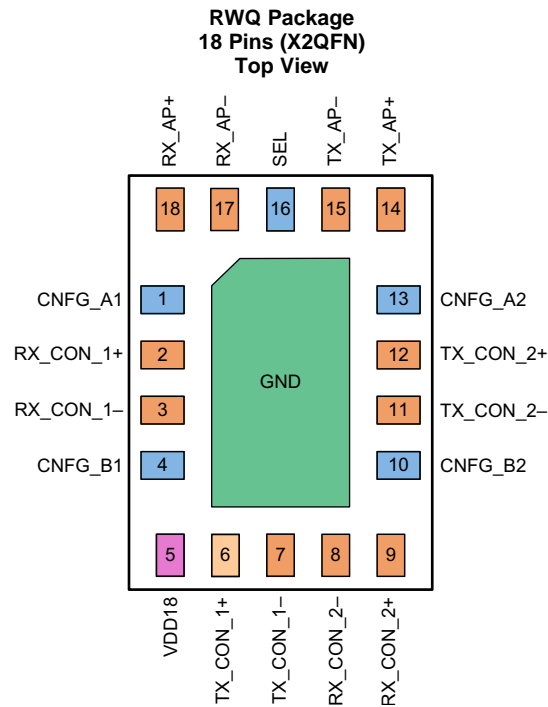 RWQ Package
18 Pins (X2QFN)
Top View
RX_AP+
RX_AP–
SEL
TX_AP–
TX_AP+
18
17
16
15
14
CNFG_A1
1
13
CNFG_A2
RX_CON_1+
2
12
TX_CON_2+
GND
RX_CON_1–
3
11
TX_CON_2–
CNFG_B1
4
10
CNFG_B2
5
6
7
8
9
VDD18
TX_CON_1+
TX_CON_1–
RX_CON_2–
RX_CON_2+